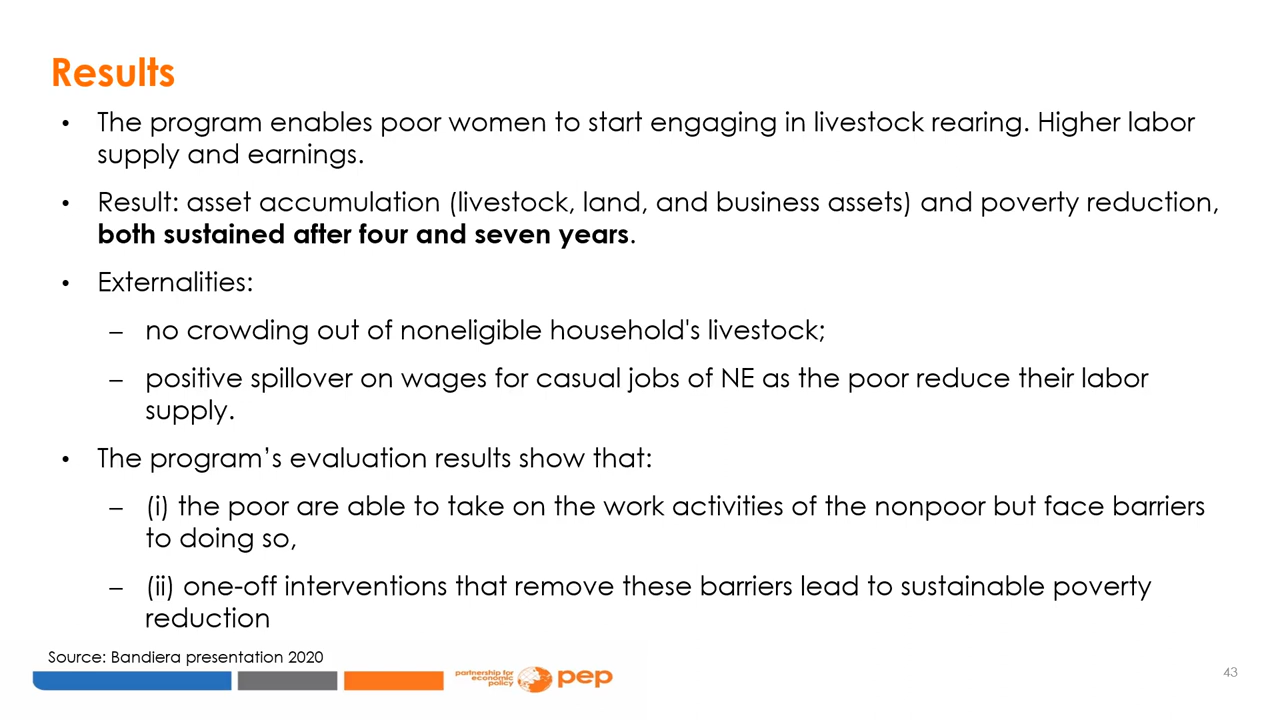 Results
• The program enables poor women to start engaging in livestock rearing. Higher labor
supply and earnings.
• Result: asset accumulation (livestock, land, and business assets) and poverty reduction,
both sustained after four and seven years.
• Externalities:
– no crowding out of noneligible household's livestock;
– positive spillover on wages for casual jobs of NE as the poor reduce their labor
supply.
• The program’s evaluation results show that:
– (i) the poor are able to take on the work activities of the nonpoor but face barriers
to doing so,
– (ii) one-off interventions that remove these barriers lead to sustainable poverty
reduction
Source: Bandiera presentation 2020
partnership for
economic
policy
pep
43